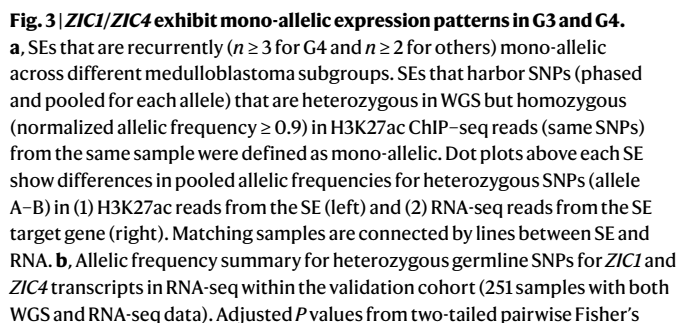 Fig. 3 | ZIC1/ZIC4 exhibit mono-allelic expression patterns in G3 and G4.
a, SEs that are recurrently (n ≥ 3 for G4 and n ≥ 2 for others) mono-allelic
across different medulloblastoma subgroups. SEs that harbor SNPs (phased
and pooled for each allele) that are heterozygous in WGS but homozygous
(normalized allelic frequency ≥ 0.9) in H3K27ac ChIP–seq reads (same SNPs)
from the same sample were defined as mono-allelic. Dot plots above each SE
show differences in pooled allelic frequencies for heterozygous SNPs (allele
A–B) in (1) H3K27ac reads from the SE (left) and (2) RNA-seq reads from the SE
target gene (right). Matching samples are connected by lines between SE and
RNA. b, Allelic frequency summary for heterozygous germline SNPs for ZIC1 and
ZIC4 transcripts in RNA-seq within the validation cohort (251 samples with both
WGS and RNA-seq data). Adjusted P values from two-tailed pairwise Fisher's